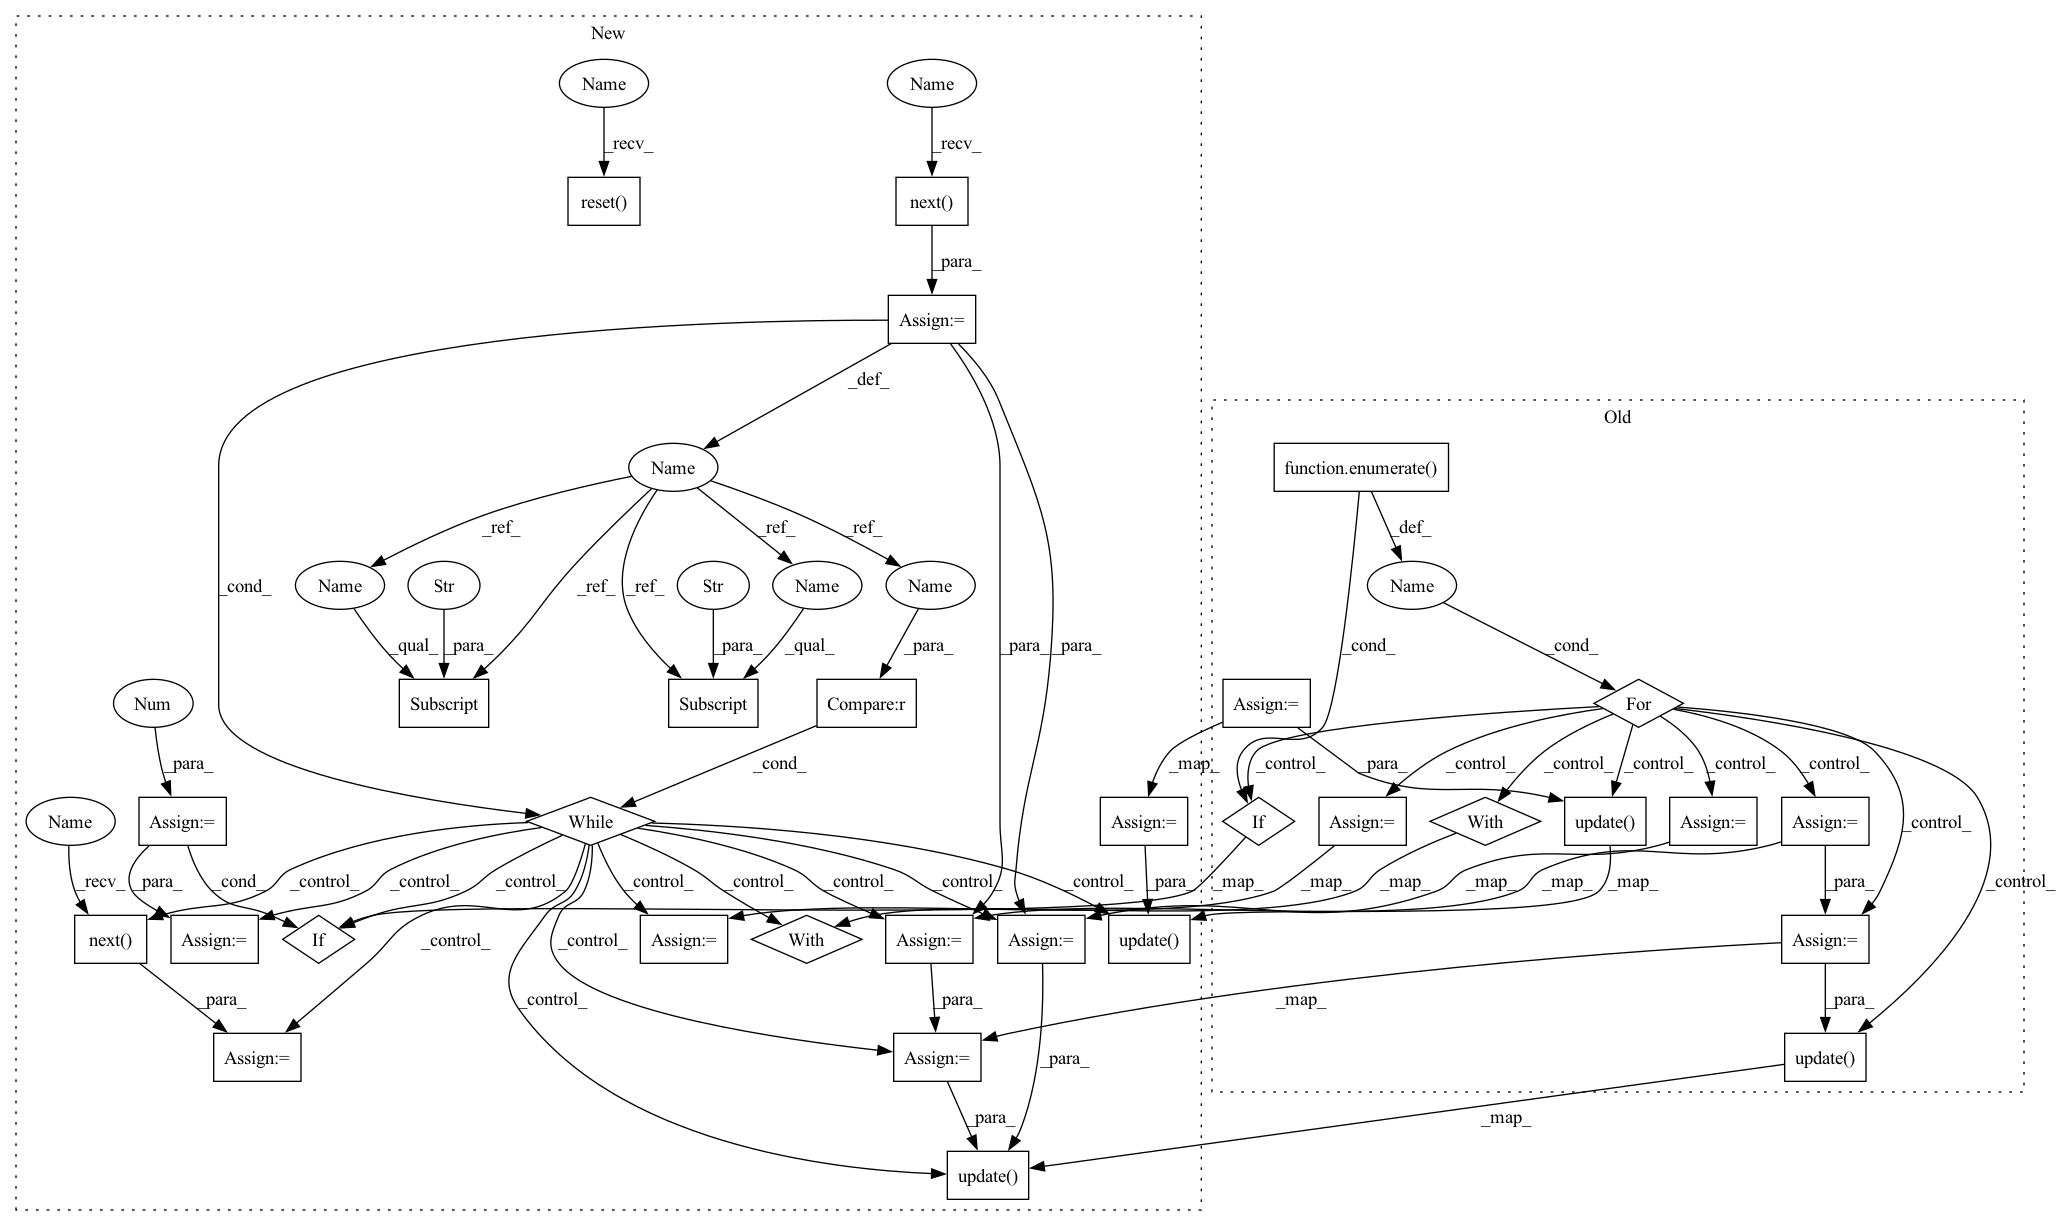 New
Name
Name
_recv_
_recv_
reset()
next()
_para_
Assign:=
_def_
Old
Name
function.enumerate()
_ref_
_ref_
_ref_
_def_
_cond_
Name
Str
_ref_
_ref_
Str
Name
Name
Name
_qual_
_para_
_para_
_qual_
_para_
_para_
_para_
_cond_
_cond_
Num
Subscript
Subscript
Compare:r
Assign:=
For
_para_
_cond_
_map_
_para_
_control_
_control_
_control_
_control_
_control_
_control_
Name
Assign:=
While
Assign:=
If
Assign:=
With
update()
Assign:=
Assign:=
_control_
_recv_
_para_
_cond_
_control_
_control_
_control_
_control_
_control_
_control_
_control_
_control_
_para_
_map_
_map_
_map_
_map_
_map_
_map_
_para_
_control_
next()
Assign:=
If
Assign:=
With
Assign:=
Assign:=
update()
Assign:=
_control_
_control_
_para_
_control_
_para_
_map_
_para_
Assign:=
Assign:=
_para_
update()
_para_
_map_
update()